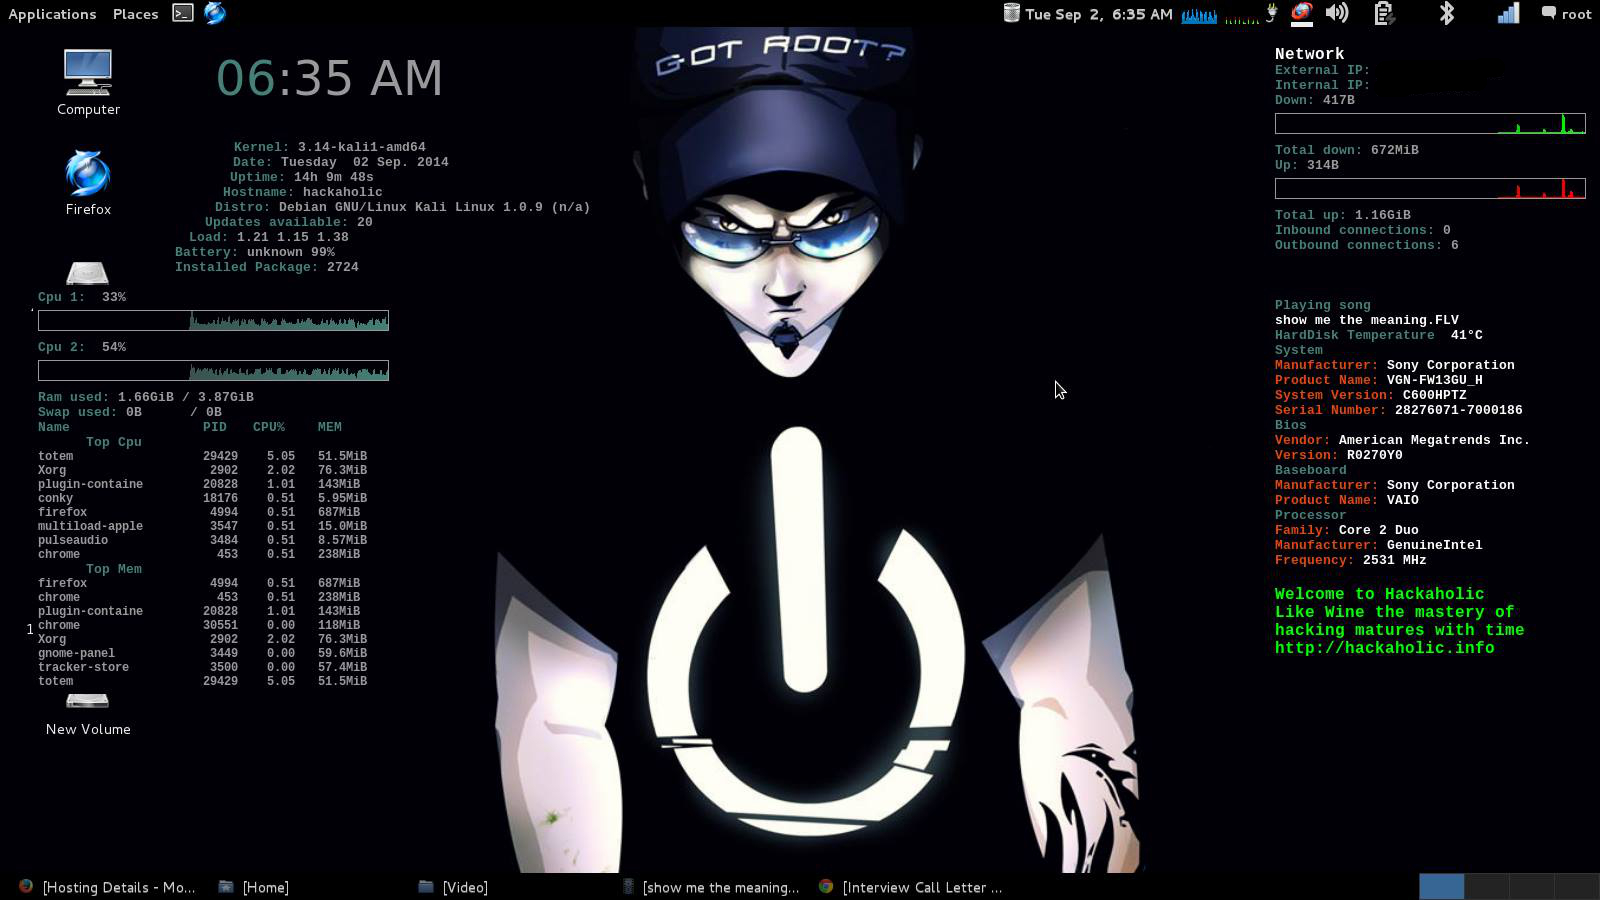 Applications Places Tue Sep 2, 6:35 AM root
GOT ROOT?
06:35 AM
Computer
Firefox
Kernel: 3.14-kali1-amd64
Date: Tuesday 02 Sep. 2014
Uptime: 14h 9m 48s
Hostname: hackaholic
Distro: Debian GNU/Linux Kali Linux 1.0.9 (n/a)
Updates available: 20
Load: 1.21 1.15 1.38
Battery: unknown 99%
Installed Package: 2724
Cpu 1: 33%
Cpu 2: 54%
Ram used: 1.66GiB / 3.87GiB
Swap used: 0B / 0B
Name PID CPU% MEM
Top Cpu
totem 29429 5.05 51.5MiB
Xorg 2902 2.02 76.3MiB
plugin-containe 20828 1.01 143MiB
conky 18176 0.51 5.95MiB
firefox 4994 0.51 687MiB
multiload-apple 3547 0.51 15.0MiB
pulseaudio 3484 0.51 8.57MiB
chrome 453 0.51 238MiB
Top Mem
firefox 4994 0.51 687MiB
chrome 453 0.51 238MiB
plugin-containe 20828 1.01 143MiB
chrome 30551 0.00 118MiB
Xorg 2902 2.02 76.3MiB
gnome-panel 3449 0.00 59.6MiB
tracker-store 3500 0.00 57.4MiB
totem 29429 5.05 51.5MiB
1
New Volume
Network
External IP:
Internal IP:
Down: 417B
Total down: 672MiB
Up: 314B
Total up: 1.16GiB
Inbound connections: 0
Outbound connections: 6
Playing song
show me the meaning.FLV
HardDisk Temperature 41°C
System
Manufacturer: Sony Corporation
Product Name: VGN-FW13GU_H
System Version: C600HPTZ
Serial Number: 28276071-7000186
Bios
Vendor: American Megatrends Inc.
Version: R0270Y0
Baseboard
Manufacturer: Sony Corporation
Product Name: VAIO
Processor
Family: Core 2 Duo
Manufacturer: GenuineIntel
Frequency: 2531 MHz
Welcome to Hackaholic
Like Wine the mastery of
hacking matures with time
http://hackaholic.info
[Hosting Details - Mo... [Home] [Video] [show me the meaning... [Interview Call Letter ...